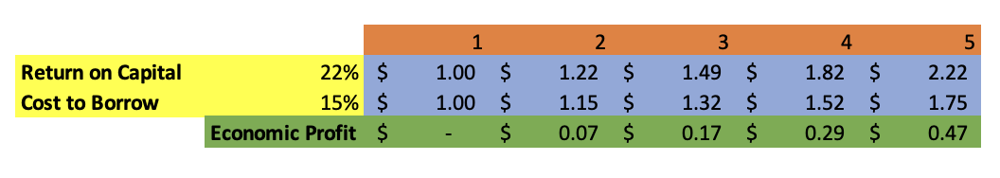 1 2 3 4 5
Return on Capital 22% $ 1.00 $ 1.22 $ 1.49 $ 1.82 $ 2.22
Cost to Borrow 15% $ 1.00 $ 1.15 $ 1.32 $ 1.52 $ 1.75
Economic Profit $ - $ 0.07 $ 0.17 $ 0.29 $ 0.47